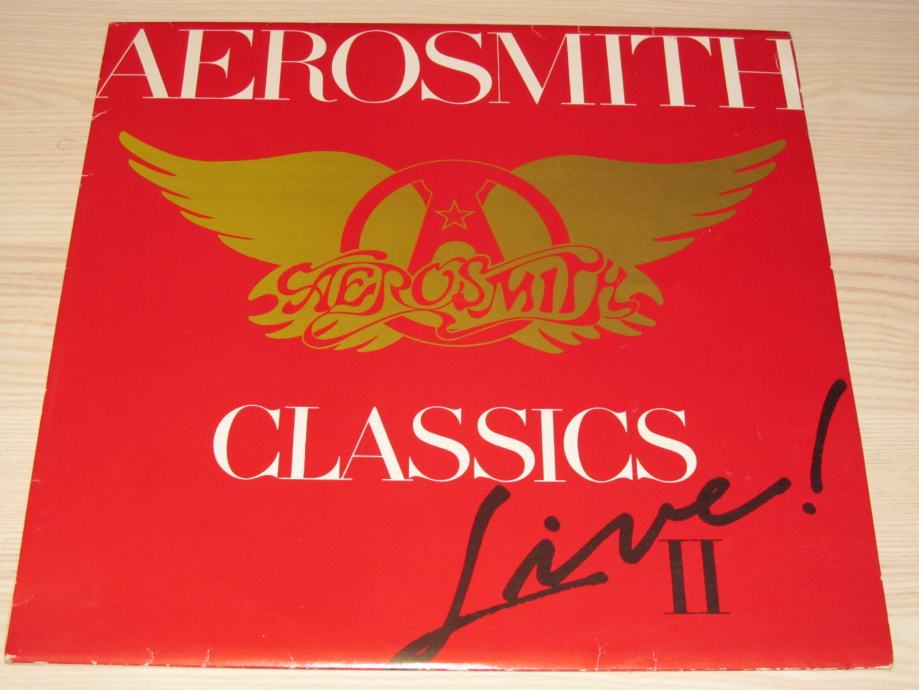 AEROSMITH
AEROSMITH
CLASSICS
Live!
II